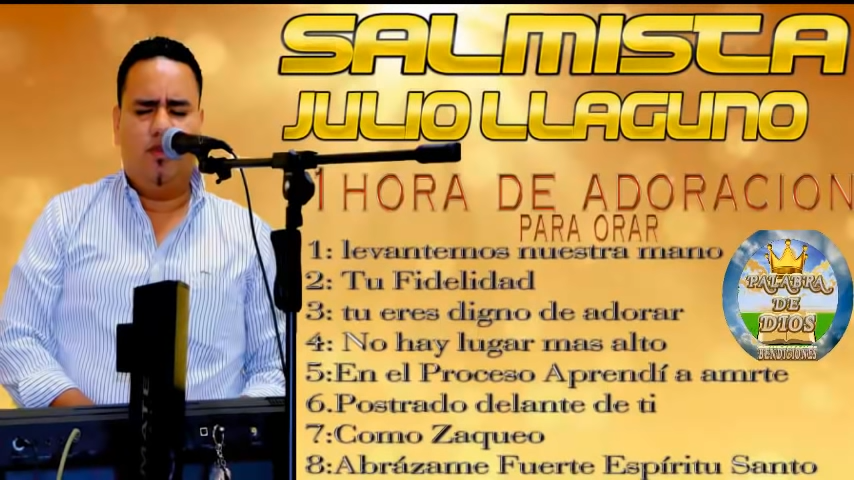 SALMISTA
JULIO LLAGUNO
1 HORA DE ADORACION
PARA ORAR
1: levantemos nuestra mano
2: Tu Fidelidad
3: tu eres digno de adorar
4: No hay lugar mas alto
5:En el Proceso Aprendí a amrte
6.Postrado delante de ti
7:Como Zaqueo
8:Abrázame Fuerte Espíritu Santo
PALABRA
DE
DIOS
BENDICIONES